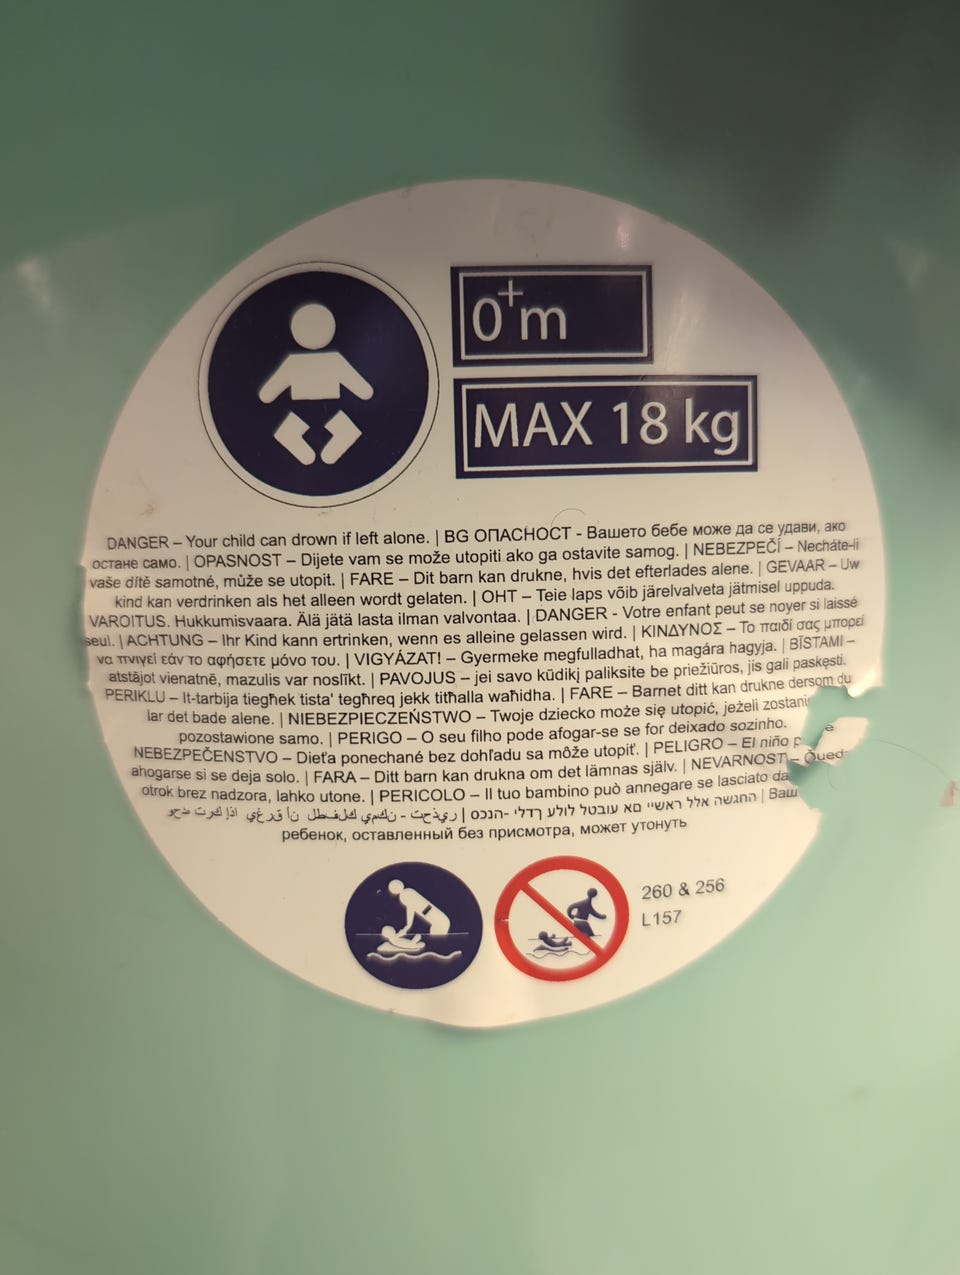 0+m
MAX 18 kg
DANGER – Your child can drown if left alone. | BG ОПАСНОСТ - Вашето бебе може да се удави, ако
остане само. | OPASNOST – Dijete vam se može utopiti ako ga ostavite samog. | NEBEZPEČÍ – Necháte-li
vaše dítě samotné, může se utopit. | FARE – Dit barn kan drukne, hvis det efterlades alene. | GEVAAR – Uw
kind kan verdrinken als het alleen wordt gelaten. | OHT – Teie laps võib järelvalveta jätmisel uppuda.
VAROITUS. Hukkumisvaara. Älä jätä lasta ilman valvontaa. | DANGER - Votre enfant peut se noyer si laissé
seul. | ACHTUNG – Ihr Kind kann ertrinken, wenn es alleine gelassen wird. | ΚΙΝΔΥΝΟΣ – Το παιδί σας μπορεί
να πνιγεί εάν το αφήσετε μόνο του. | VIGYÁZAT! – Gyermeke megfulladhat, ha magára hagyja. | BĪSTAMI –
atstājot vienatnē, mazulis var noslīkt. | PAVOJUS – jei savo kūdikį paliksite be priežiūros, jis gali paskęsti.
PERIKLU – It-tarbija tiegħek tista' tegħreq jekk titħalla waħidha. | FARE – Barnet ditt kan drukne dersom du
lar det bade alene. | NIEBEZPIECZEŃSTWO – Twoje dziecko może się utopić, jeżeli
pozostawione samo. | PERIGO – O seu filho pode afogar-se se for deixado sozinho.
NEBEZPEČENSTVO – Dieťa ponechané bez dohľadu sa môže utopiť. | PELIGRO – El niño
ahogarse si se deja solo. | FARA – Ditt barn kan drukna om det lämnas själv. | NEVARNOST –
otrok brez nadzora, lahko utone. | PERICOLO – Il tuo bambino può annegare se lasciato
ребенок, оставленный без присмотра, может утонуть
260 & 256
L157